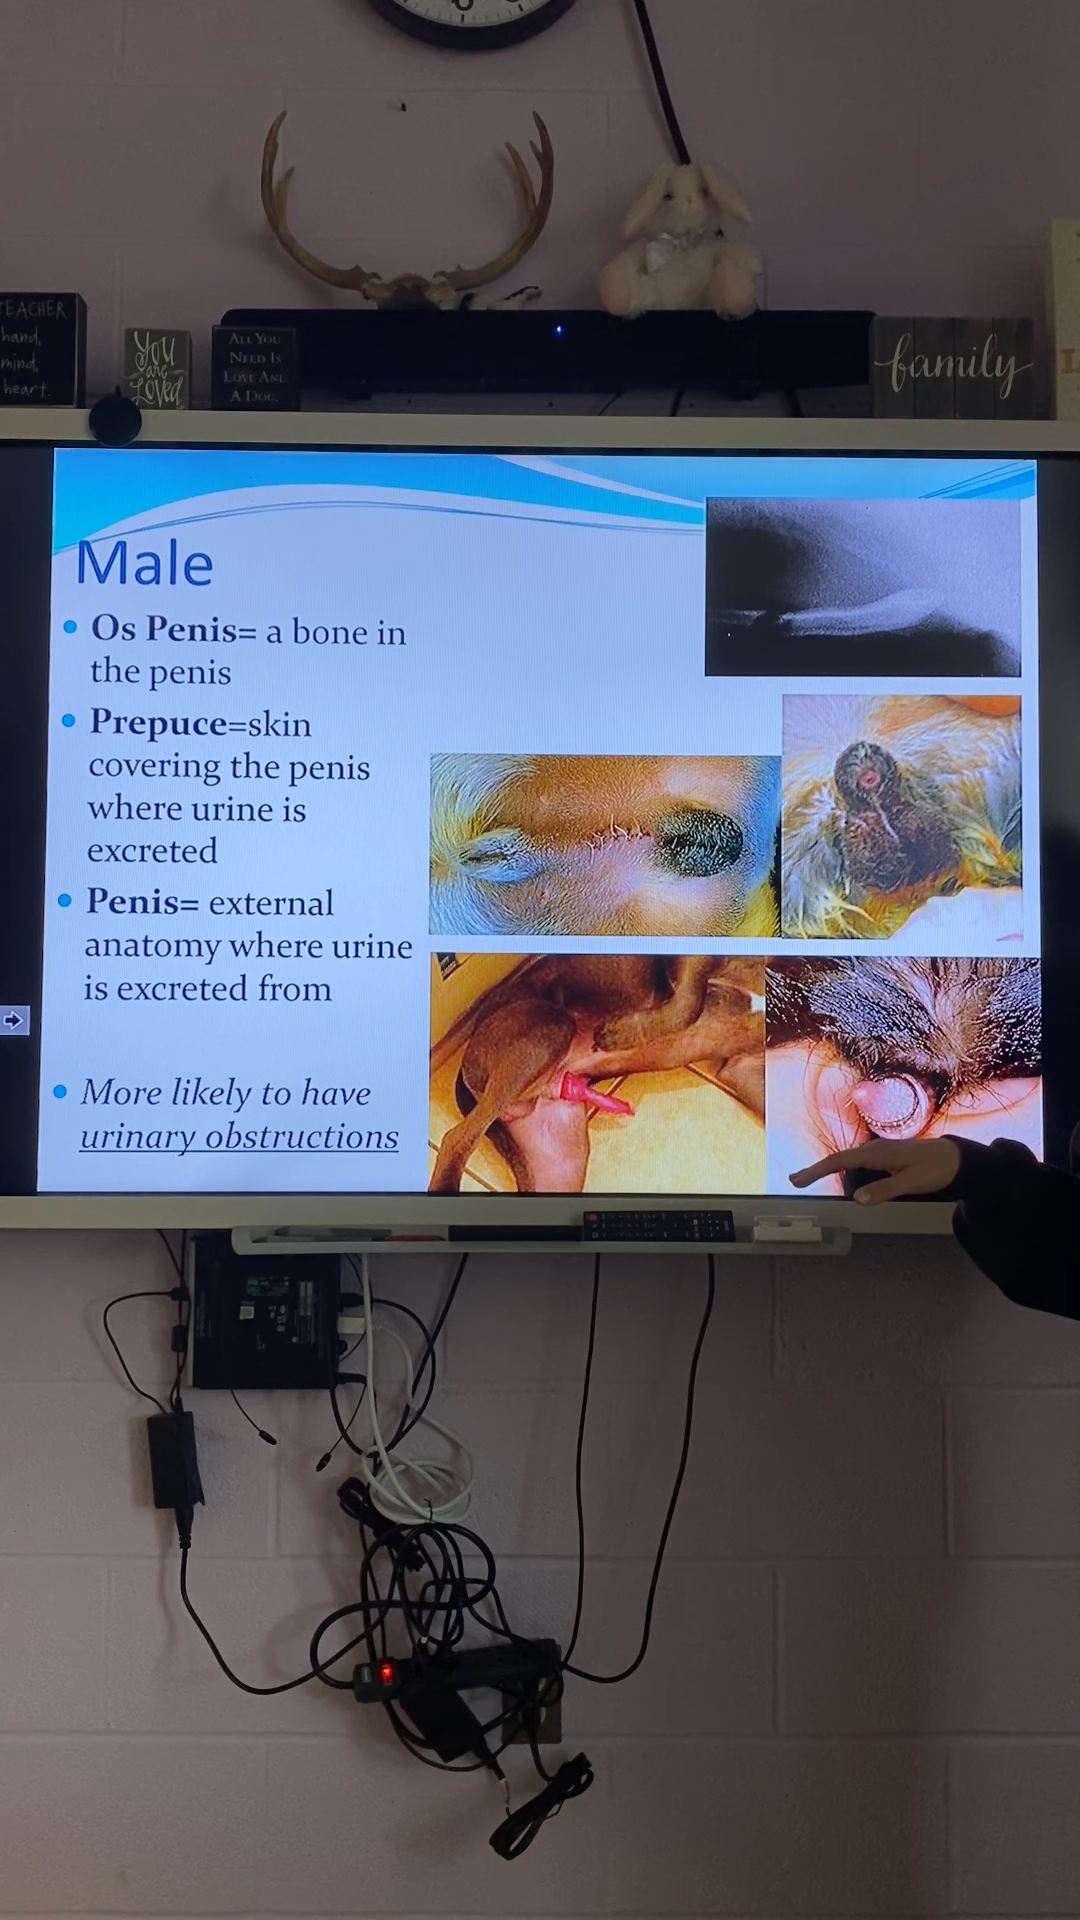 TEACHER
hand,
mind,
heart.
You
are
Loved
ALL YOU
NEED IS
LOVE AND
A DOG.
family
Male
• Os Penis= a bone in
the penis
• Prepuce=skin
covering the penis
where urine is
excreted
• Penis= external
anatomy where urine
is excreted from
• More likely to have
urinary obstructions